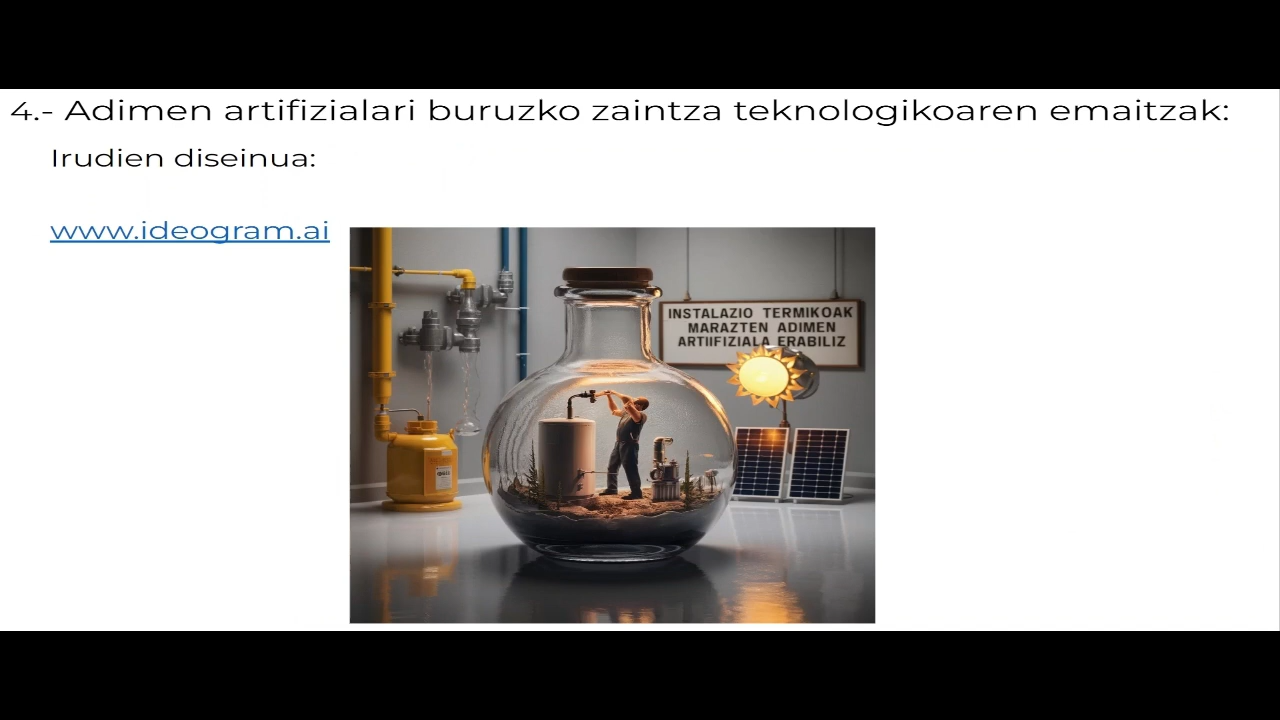 4.- Adimen artifizialari buruzko zaintza teknologikoaren emaitzak:
Irudien diseinua:
www.ideogram.ai
INSTALAZIO TERMIKOAK
MARAZTEN ADIMEN
ARTIIFIZIALA ERABILIZ